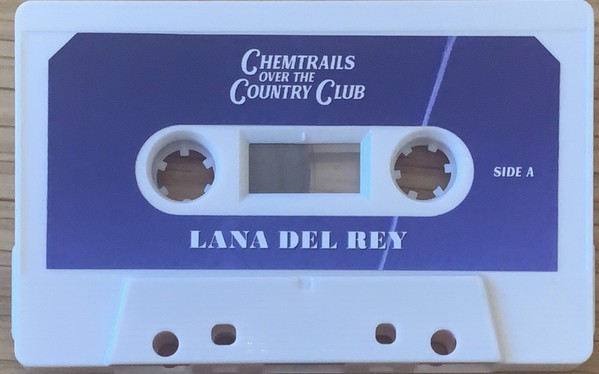 CHEMTRAILS
OVER THE
COUNTRY CLUB
SIDE A
LANA DEL REY